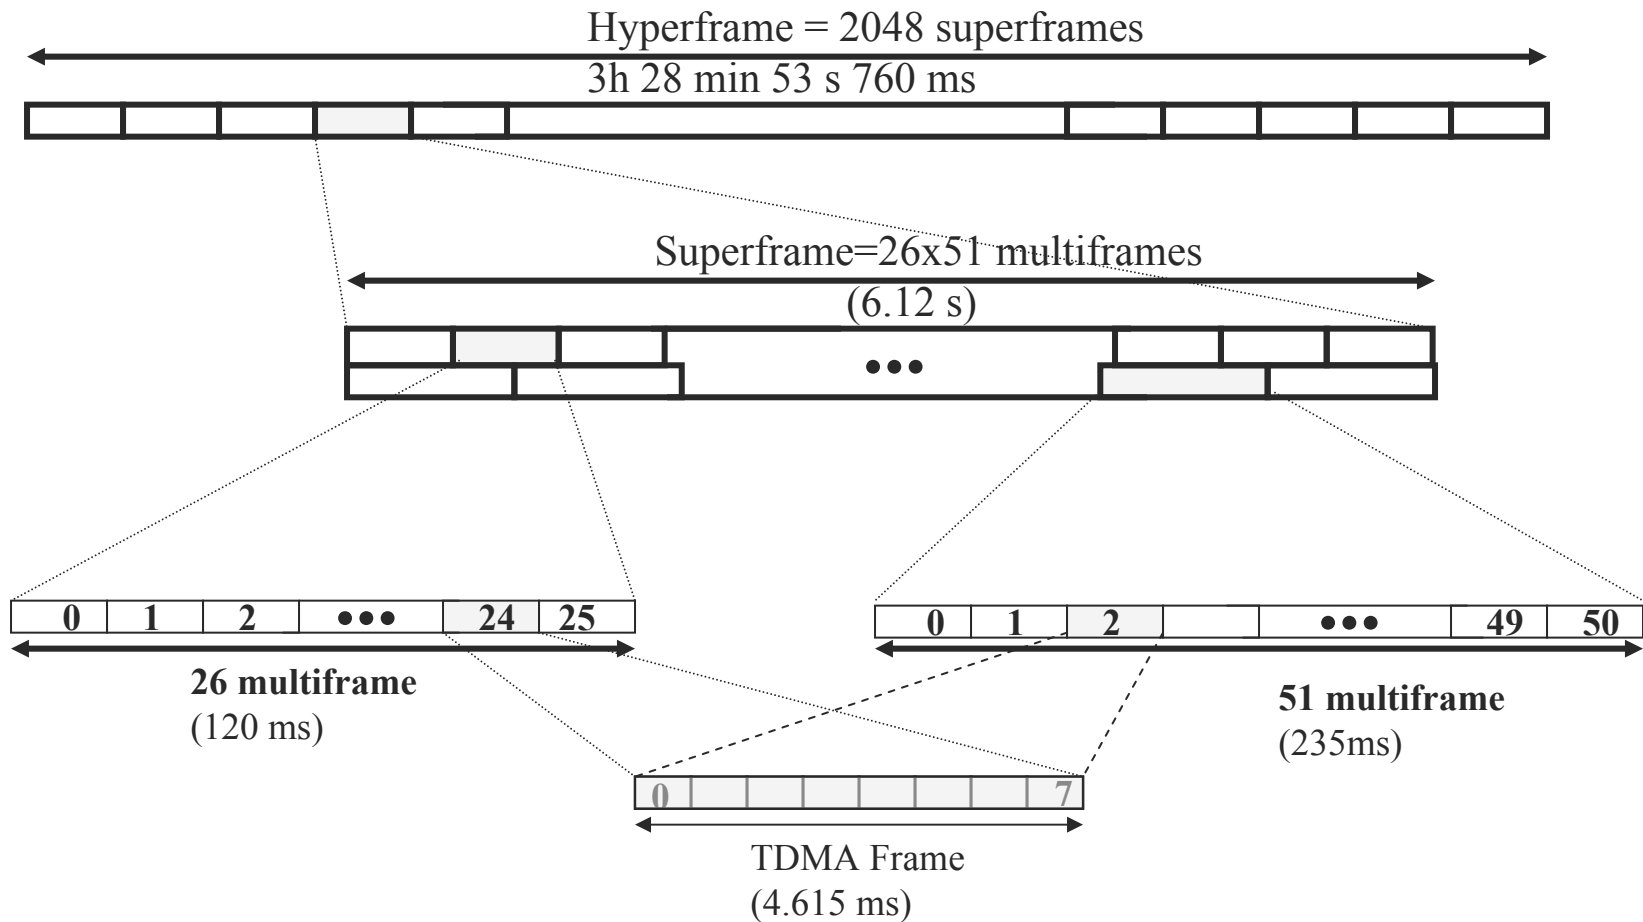 Hyperframe = 2048 superframes
3h 28 min 53 s 760 ms
Superframe=26x51 multiframes
(6.12 s)
•••
0 1 2 ••• 24 25
0 1 2 ••• 49 50
26 multiframe
(120 ms)
51 multiframe
(235ms)
0 7
TDMA Frame
(4.615 ms)